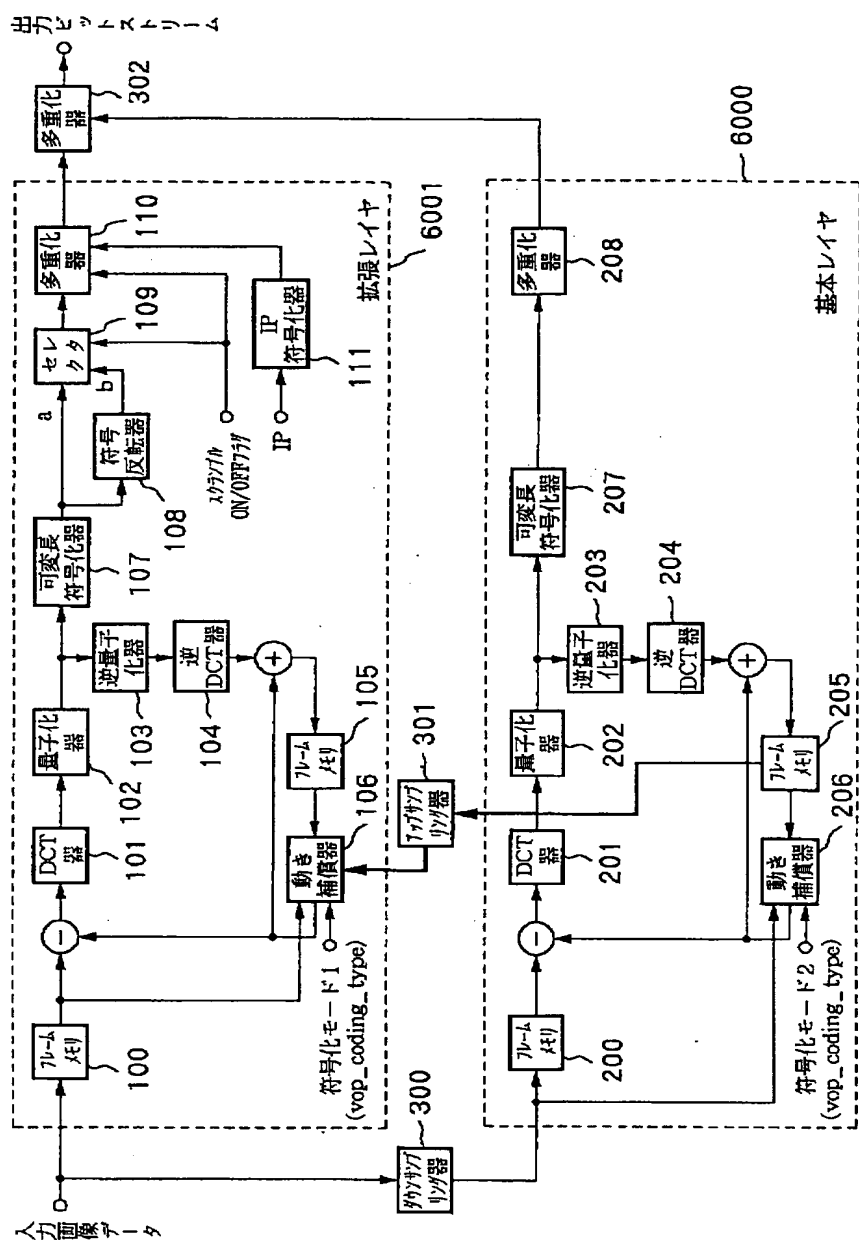 入力画像データ
フレーム
メモリ
100
DCT器
101
量子化
器
102
逆量子
化器
103
逆
DCT器
104
フレーム
メモリ
105
動き
補償器
106
符号化モード1
(vop_coding_type)
可変長
符号化器
107
符号
反転器
108
a
b
セレ
クタ
109
多重化
器
110
スクランブル
ON/OFFフラグ
IP
IP
符号化器
111
拡張レイヤ
6001
多重化
器
302
出力ビットストリーム
ダウンサンプ
リング器
300
アップサンプ
リング器
301
フレーム
メモリ
200
DCT器
201
量子化
器
202
逆量子
化器
203
逆
DCT器
204
フレーム
メモリ
205
動き
補償器
206
符号化モード2
(vop_coding_type)
可変長
符号化器
207
多重化
器
208
基本レイヤ
6000